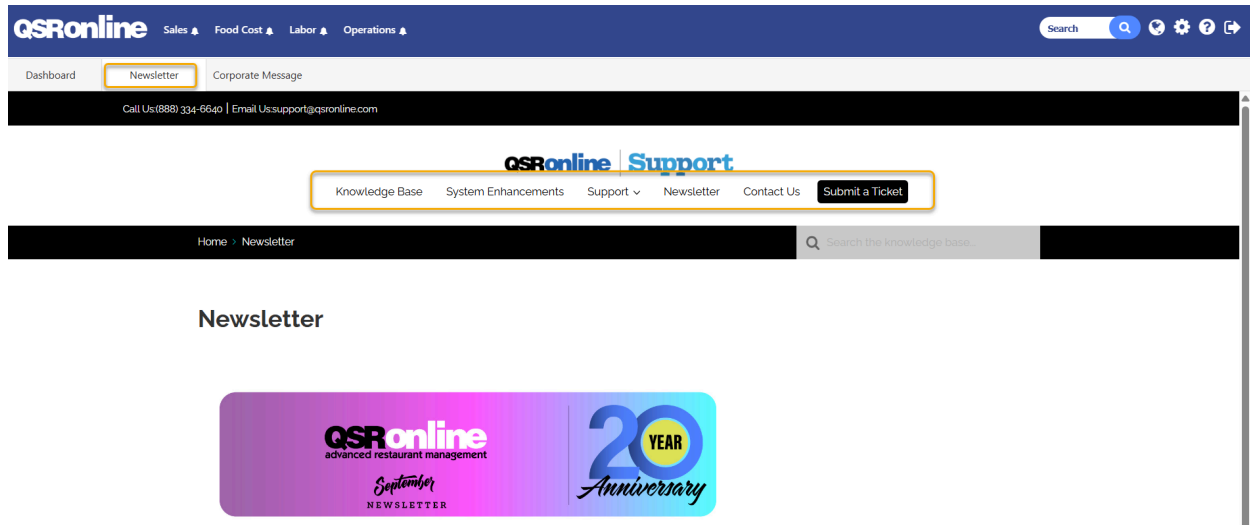 QSRonline Sales Food Cost Labor Operations Search
Dashboard Newsletter Corporate Message
Call Us:(888) 334-6640 | Email Us:support@qsronline.com
QSRonline Support
Knowledge Base System Enhancements Support Newsletter Contact Us Submit a Ticket
Home > Newsletter Search the knowledge base...
Newsletter
QSRonline
advanced restaurant management
September
NEWSLETTER
20 YEAR
Anniversary